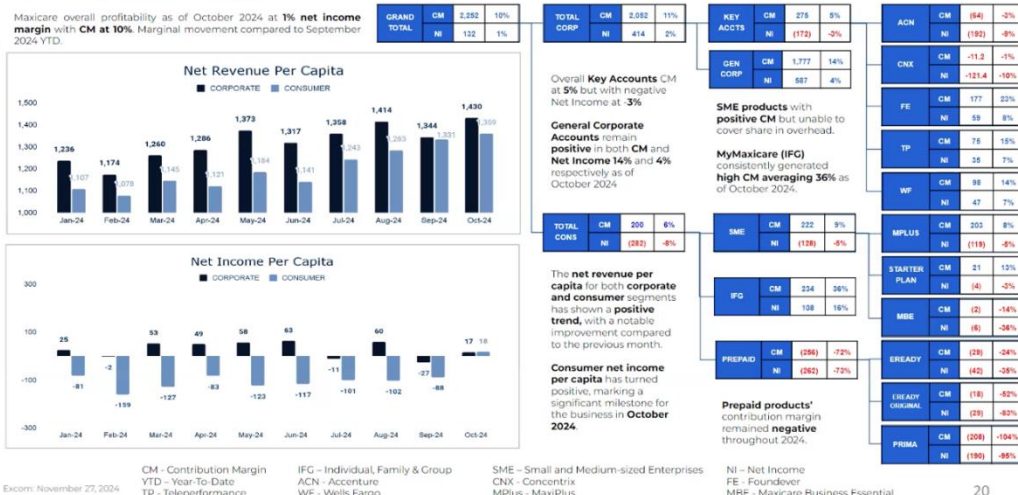 Maxicare overall profitability as of October 2024 at 1% net income
margin with CM at 10%. Marginal movement compared to September
2024 YTD.
GRAND TOTAL CM 2,252 10%
NI 132 1%
TOTAL CORP CM 2,052 11%
NI 414 2%
KEY ACCTS CM 275 5%
NI (172) -3%
GEN CORP CM 1,777 14%
NI 587 4%
ACN CM (54) -3%
NI (192) -9%
CNX CM -11.2 -1%
NI -121.4 -10%
FE CM 177 23%
NI 59 8%
TP CM 75 15%
NI 35 7%
WF CM 98 14%
NI 47 7%
Net Revenue Per Capita
CORPORATE CONSUMER
1,500
1,400
1,300
1,200
1,100
1,000
1,236 1,174 1,260 1,286 1,373 1,317 1,358 1,414 1,344 1,430
1,107 1,078 1,145 1,121 1,184 1,141 1,243 1,283 1,331 1,359
Jan-24 Feb-24 Mar-24 Apr-24 May-24 Jun-24 Jul-24 Aug-24 Sep-24 Oct-24
Overall Key Accounts CM
at 5% but with negative
Net Income at -3%
General Corporate
Accounts remain
positive in both CM and
Net Income 14% and 4%
respectively as of
October 2024
SME products with
positive CM but unable to
cover share in overhead.
MyMaxicare (IFG)
consistently generated
high CM averaging 36% as
of October 2024.
TOTAL CONS CM 200 6%
NI (282) -8%
SME CM 222 9%
NI (128) -5%
IFG CM 234 36%
NI 108 16%
PREPAID CM (256) -72%
NI (262) -73%
MPLUS CM 203 8%
NI (119) -5%
STARTER PLAN CM 21 13%
NI (4) -3%
MBE CM (2) -14%
NI (6) -36%
EREADY CM (29) -24%
NI (42) -35%
EREADY ORIGINAL CM (18) -52%
NI (29) -83%
PRIMA CM (208) -104%
NI (190) -95%
Net Income Per Capita
CORPORATE CONSUMER
300
100
-100
-300
25 -2 53 49 58 63 -11 60 -27 17
-81 -159 -127 -83 -123 -117 -101 -102 -88 18
Jan-24 Feb-24 Mar-24 Apr-24 May-24 Jun-24 Jul-24 Aug-24 Sep-24 Oct-24
The net revenue per
capita for both corporate
and consumer segments
has shown a positive
trend, with a notable
improvement compared
to the previous month.
Consumer net income
per capita has turned
positive, marking a
significant milestone for
the business in October
2024.
Prepaid products'
contribution margin
remained negative
throughout 2024.
CM - Contribution Margin IFG – Individual, Family & Group SME – Small and Medium-sized Enterprises NI – Net Income
YTD – Year-To-Date ACN - Accenture CNX - Concentrix FE - Foundever
TP - Teleperformance WF - Wells Fargo MPlus - MaxiPlus MBE - Maxicare Business Essential
Excom: November 27, 2024 20